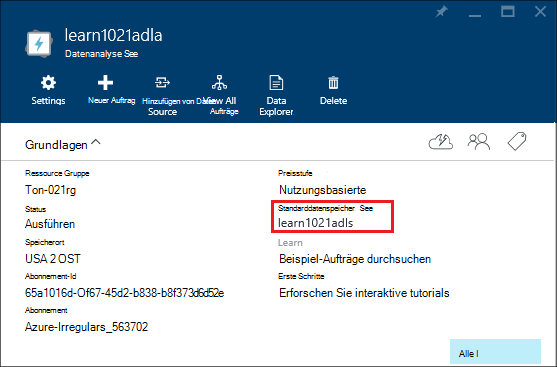 learn1021adla
Datenanalyse See
Settings
Neuer Auftrag
Hinzufügen von Daten
Source
View All
Aufträge
Data
Explorer
Delete
Grundlagen
Ressource Gruppe
Ton-021rg
Status
Ausführen
Speicherort
USA 2 OST
Abonnement-Id
65a1016d-Of67-45d2-b838-b8f373d6d52e
Abonnement
Azure-Irregulars_563702
Preisstufe
Nutzungsbasierte
Standarddatenspeicher See
learn1021adls
Learn
Beispiel-Aufträge durchsuchen
Erste Schritte
Erforschen Sie interaktive tutorials
Alle l